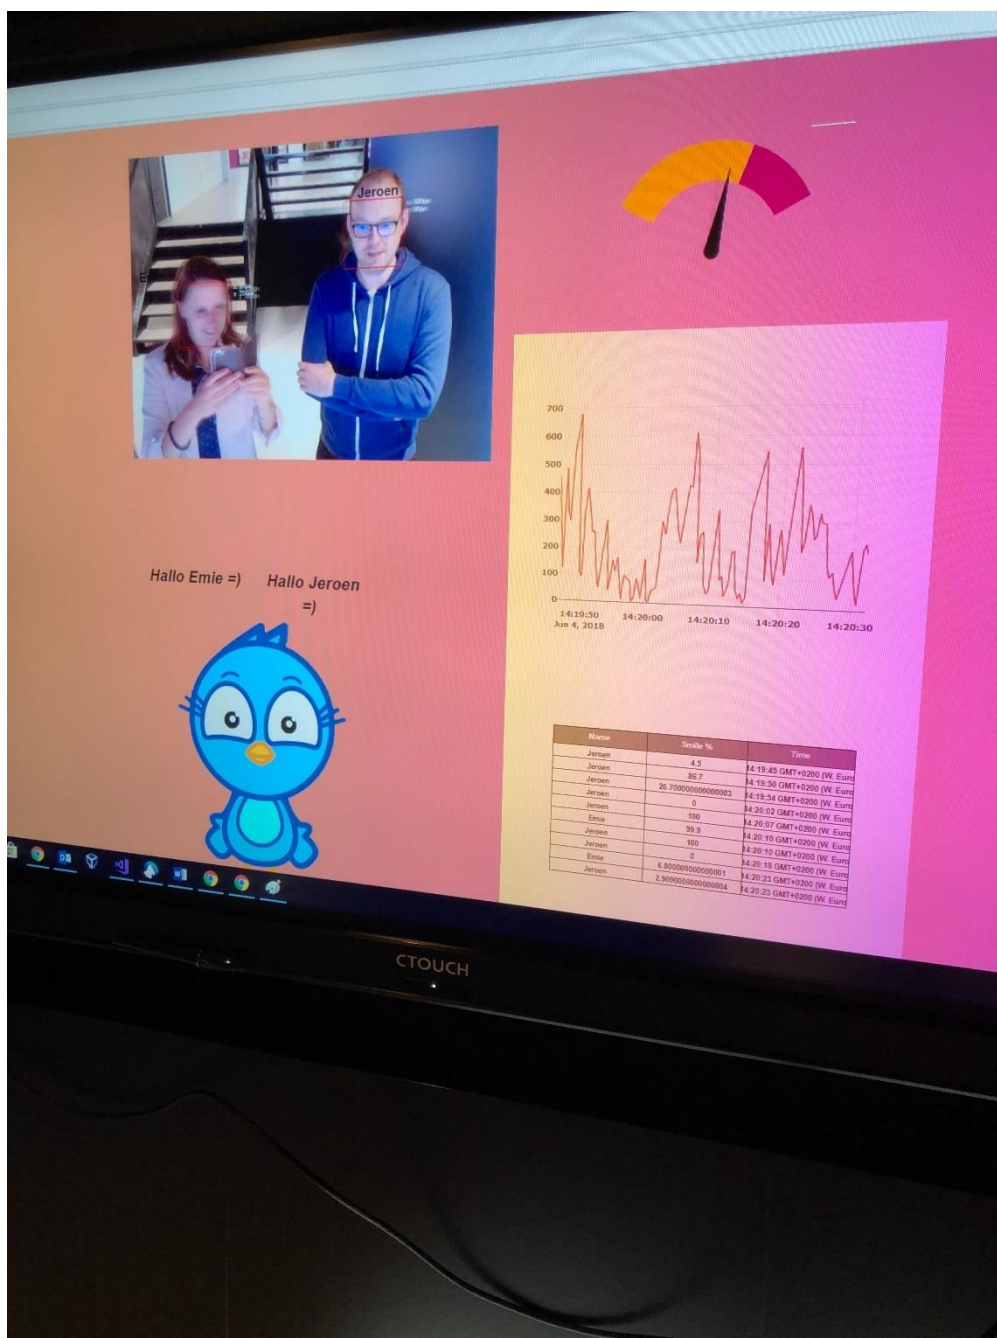 Jeroen
E
Hallo Emie =) Hallo Jeroen
=)
700
600
500
400
300
200
100
0
14:19:50 14:20:00 14:20:10 14:20:20 14:20:30
Jun 4, 2018
Name Smile % Time
Jeroen 4.5 14:19:45 GMT+0200 (W. Euro
Jeroen 86.7 14:19:50 GMT+0200 (W. Euro
Jeroen 26.700000000000003 14:19:54 GMT+0200 (W. Euro
Jeroen 0 14:20:02 GMT+0200 (W. Euro
Jeroen 100 14:20:07 GMT+0200 (W. Euro
Emie 99.9 14:20:10 GMT+0200 (W. Euro
Jeroen 100 14:20:10 GMT+0200 (W. Euro
Jeroen 0 14:20:18 GMT+0200 (W. Euro
Emie 6.800000000000001 14:20:23 GMT+0200 (W. Euro
Jeroen 2.9000000000000004 14:20:23 GMT+0200 (W. Euro
CTOUCH